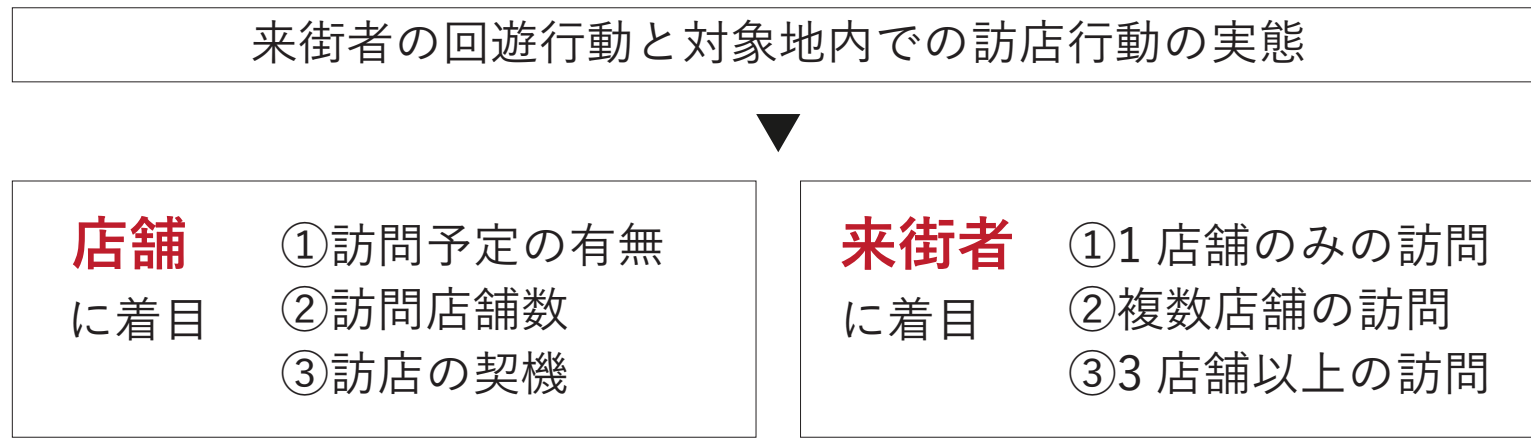 来街者の回遊行動と対象地内での訪店行動の実態
▼
店舗
に着目
①訪問予定の有無
②訪問店舗数
③訪店の契機
来街者
に着目
①1 店舗のみの訪問
②複数店舗の訪問
③3 店舗以上の訪問